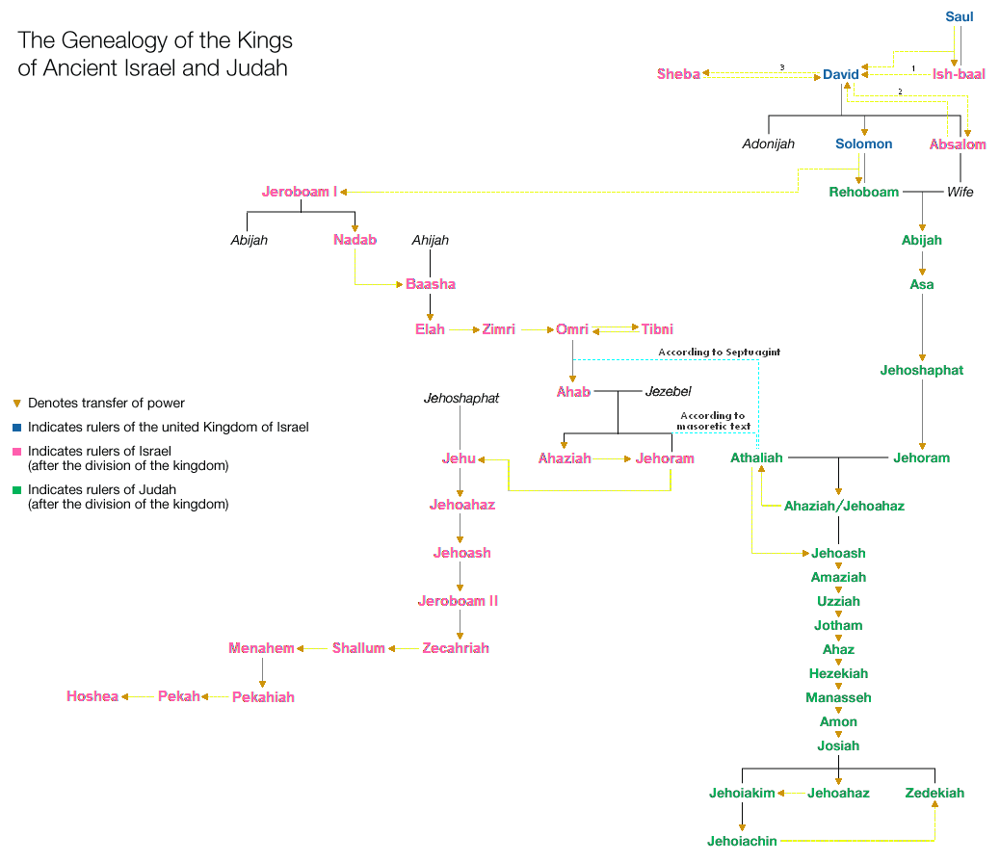 The Genealogy of the Kings
of Ancient Israel and Judah
Saul
Sheba
3
David
1
Ish-baal
2
Adonijah
Solomon
Absalom
Jeroboam I
Rehoboam
Wife
Abijah
Nadab
Ahijah
Abijah
Baasha
Asa
Elah
Zimri
Omri
Tibni
According to Septuagint
Jehoshaphat
Ahab
Jezebel
Jehoshaphat
According to
masoretic text
Denotes transfer of power
Indicates rulers of the united Kingdom of Israel
Indicates rulers of Israel
(after the division of the kingdom)
Indicates rulers of Judah
(after the division of the kingdom)
Jehu
Ahaziah
Jehoram
Athaliah
Jehoram
Jehoahaz
Ahaziah/Jehoahaz
Jehoash
Jehoash
Amaziah
Jeroboam II
Uzziah
Jotham
Menahem
Shallum
Zecahriah
Ahaz
Hezekiah
Hoshea
Pekah
Pekahiah
Manasseh
Amon
Josiah
Jehoiakim
Jehoahaz
Zedekiah
Jehoiachin